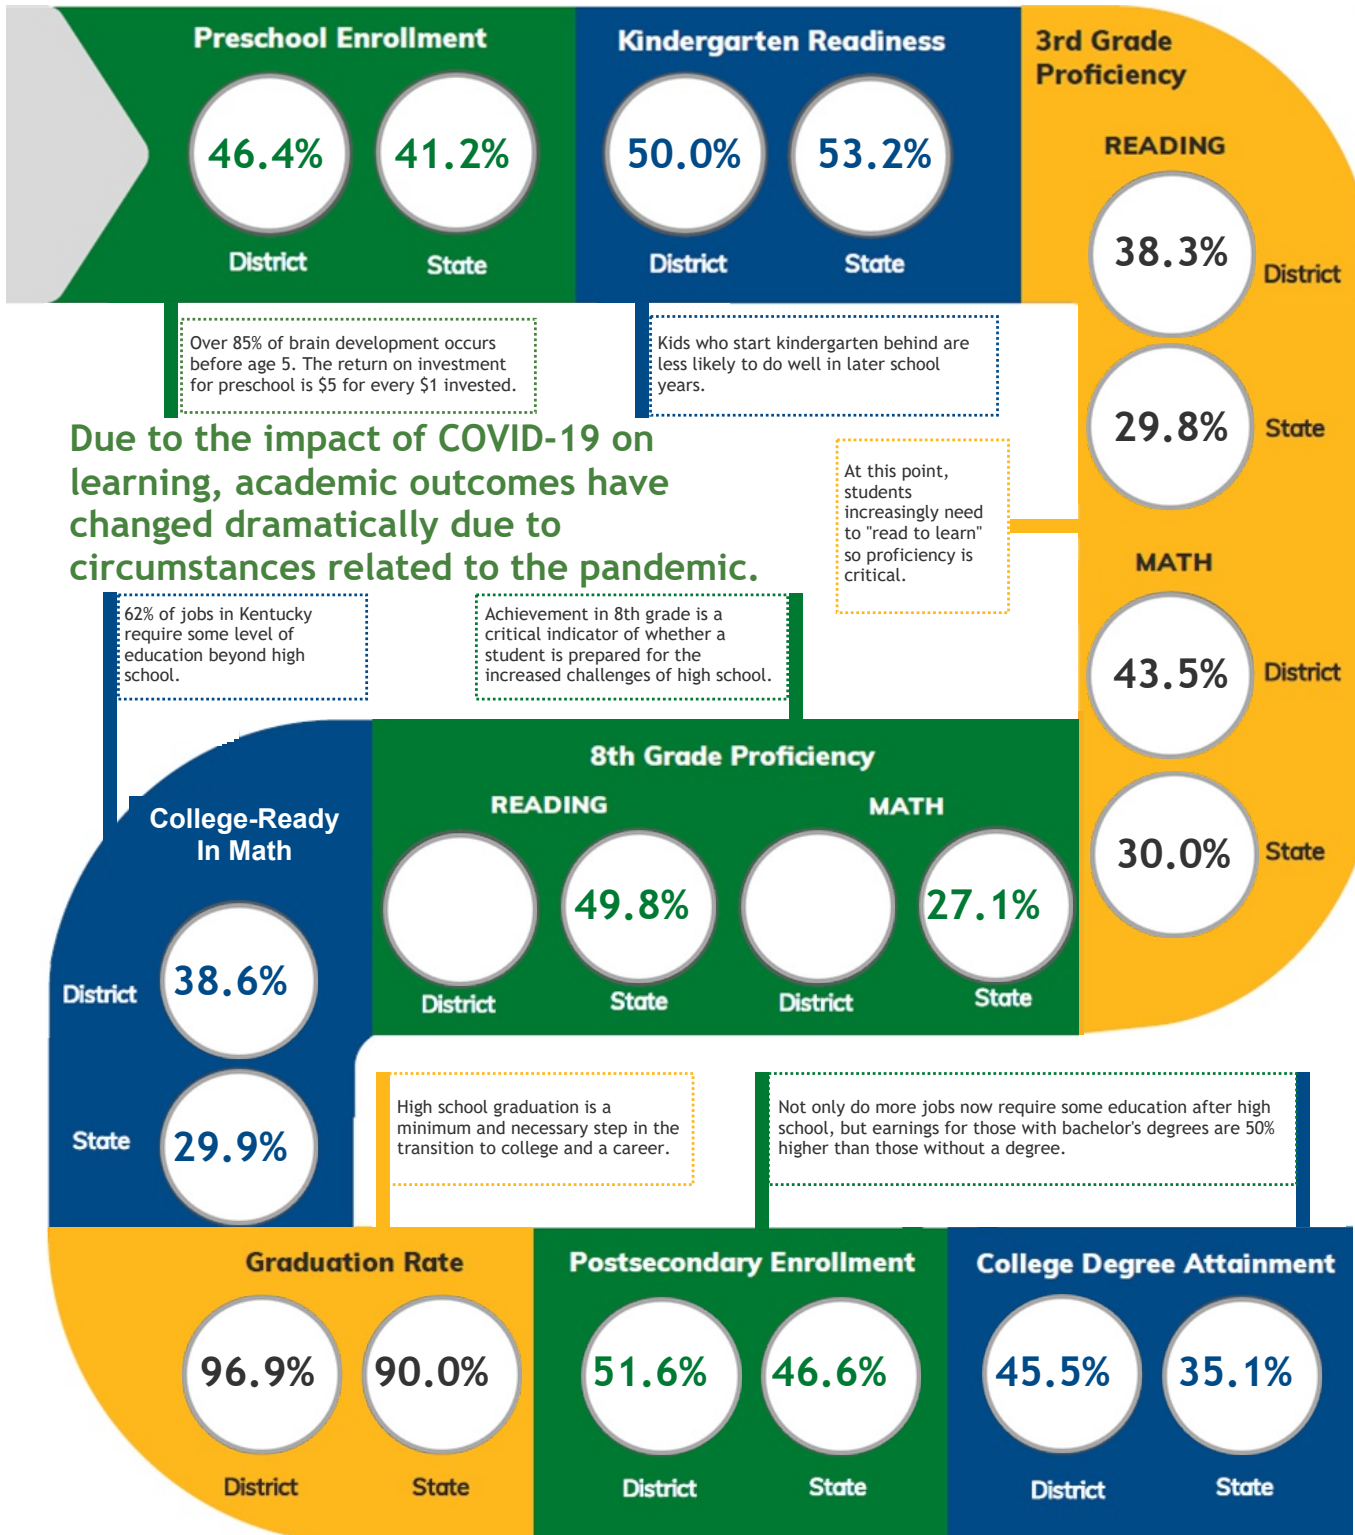 Preschool Enrollment
46.4%
41.2%
District
State
Kindergarten Readiness
50.0%
53.2%
District
State
3rd Grade
Proficiency
READING
38.3%
District
29.8%
State
MATH
43.5%
District
30.0%
State
Over 85% of brain development occurs
before age 5. The return on investment
for preschool is $5 for every $1 invested.
Kids who start kindergarten behind are
less likely to do well in later school
years.
Due to the impact of COVID-19 on
learning, academic outcomes have
changed dramatically due to
circumstances related to the pandemic.
At this point,
students
increasingly need
to "read to learn"
so proficiency is
critical.
62% of jobs in Kentucky
require some level of
education beyond high
school.
Achievement in 8th grade is a
critical indicator of whether a
student is prepared for the
increased challenges of high school.
8th Grade Proficiency
READING
MATH
49.8%
27.1%
District
State
District
State
College-Ready
In Math
District
38.6%
State
29.9%
High school graduation is a
minimum and necessary step in the
transition to college and a career.
Not only do more jobs now require some education after high
school, but earnings for those with bachelor's degrees are 50%
higher than those without a degree.
Graduation Rate
96.9%
90.0%
District
State
Postsecondary Enrollment
51.6%
46.6%
District
State
College Degree Attainment
45.5%
35.1%
District
State